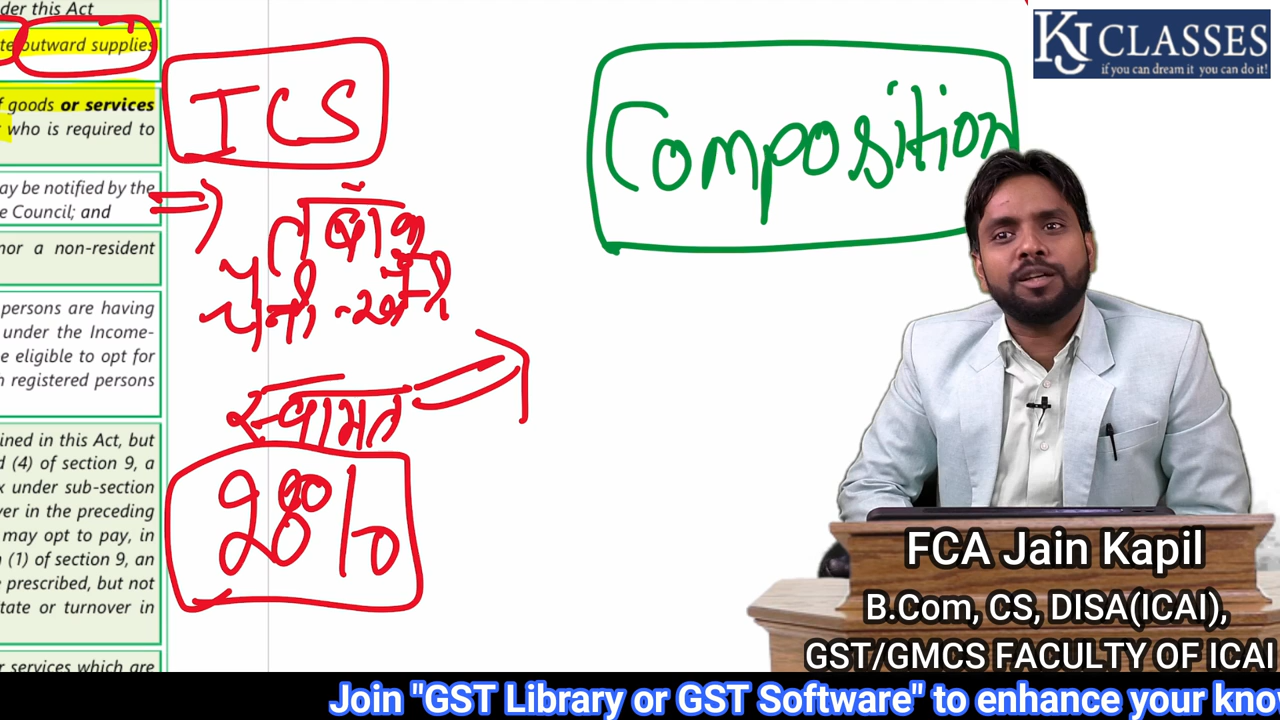 der this Act
te outward supplies
f goods or services
who is required to
ay be notified by the
e Council; and
nor a non-resident
persons are having
under the Income-
e eligible to opt for
n registered persons
ined in this Act, but
d (4) of section 9, a
x under sub-section
ver in the preceding
may opt to pay, in
(1) of section 9, an
e prescribed, but not
tate or turnover in
r services which are
ICS
पानी
28%
Composition
KJ CLASSES
if you can dream it you can do it!
FCA Jain Kapil
B.Com, CS, DISA(ICAI),
GST/GMCS FACULTY OF ICAI
Join "GST Library or GST Software" to enhance your kno